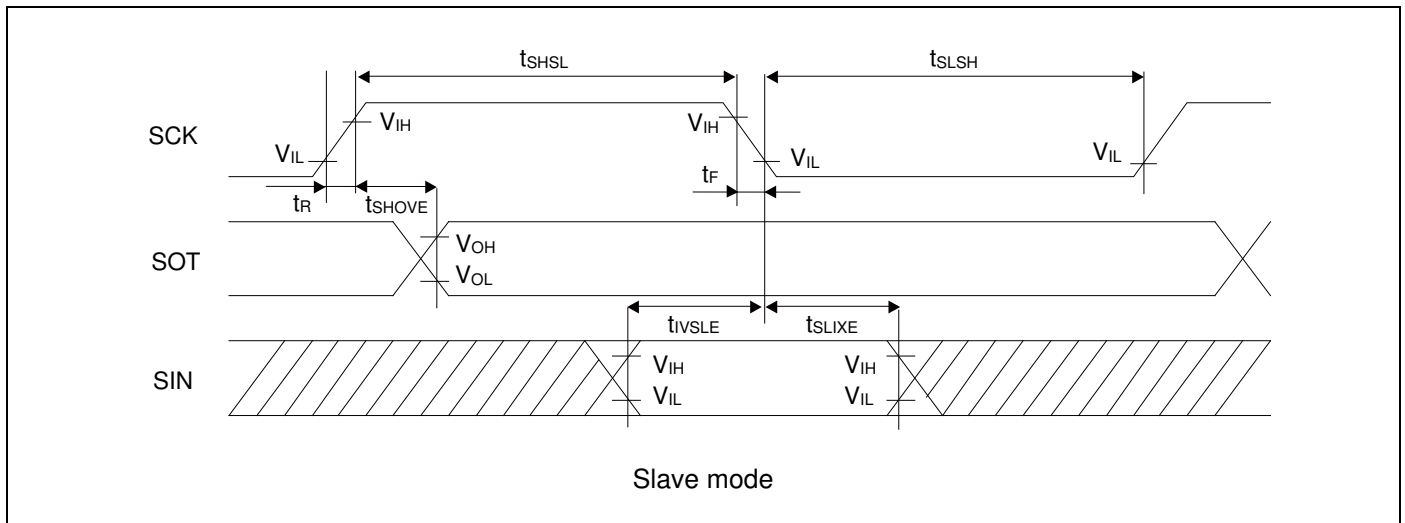 tSHSL
tSLSH
SCK
VIH
VIH
VIL
VIL
VIL
tR
tSHOVE
tF
SOT
VOH
VOL
tIVSLE
tSLIXE
SIN
VIH
VIH
VIL
VIL
Slave mode